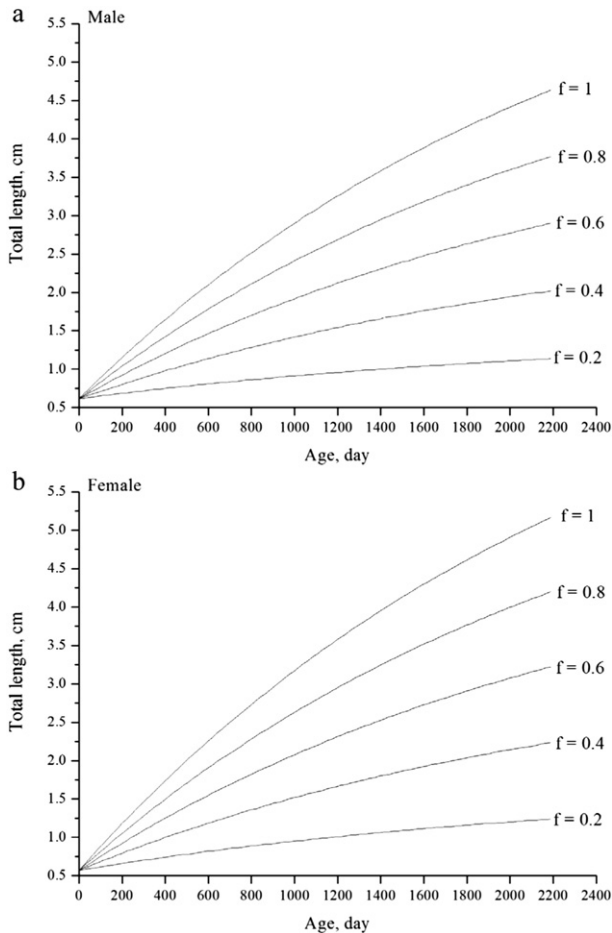 a
Male
5.5
5.0
4.5
4.0
3.5
3.0
2.5
2.0
1.5
1.0
0.5
Total length, cm
f = 1
f = 0.8
f = 0.6
f = 0.4
f = 0.2
0 200 400 600 800 1000 1200 1400 1600 1800 2000 2200 2400
Age, day
b
Female
5.5
5.0
4.5
4.0
3.5
3.0
2.5
2.0
1.5
1.0
0.5
Total length, cm
f = 1
f = 0.8
f = 0.6
f = 0.4
f = 0.2
0 200 400 600 800 1000 1200 1400 1600 1800 2000 2200 2400
Age, day